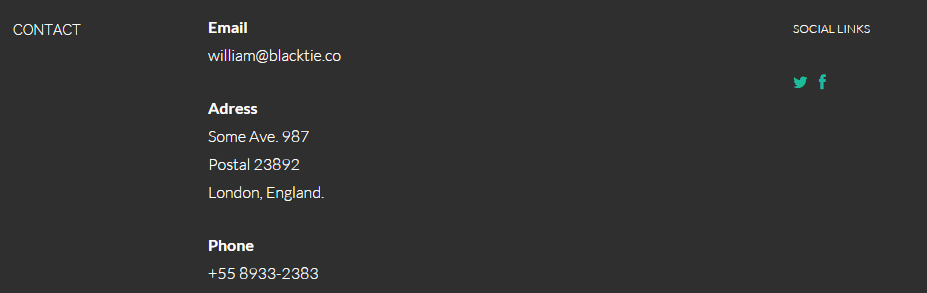 CONTACT
Email
william@blacktie.co
Adress
Some Ave. 987
Postal 23892
London, England.
Phone
+55 8933-2383
SOCIAL LINKS